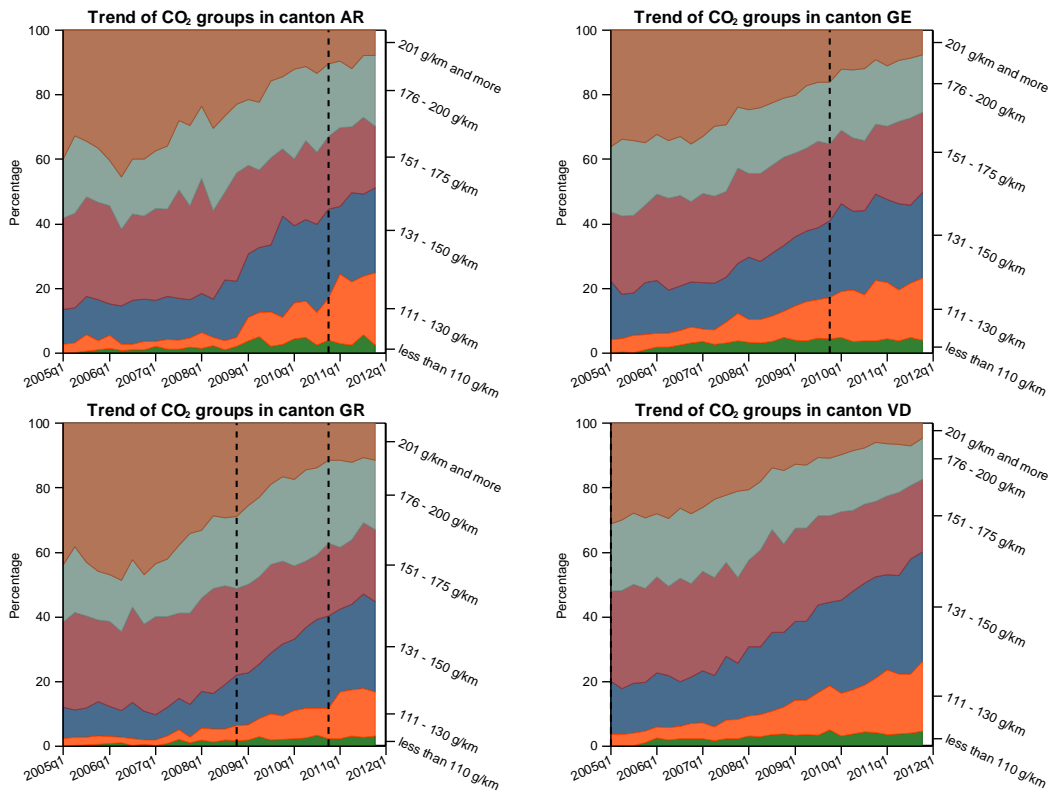 Trend of CO₂ groups in canton AR
Percentage
100
80
60
40
20
0
2005q1
2006q1
2007q1
2008q1
2009q1
2010q1
2011q1
2012q1
201 g/km and more
176 - 200 g/km
151 - 175 g/km
131 - 150 g/km
111 - 130 g/km
less than 110 g/km
Trend of CO₂ groups in canton GE
Percentage
100
80
60
40
20
0
2005q1
2006q1
2007q1
2008q1
2009q1
2010q1
2011q1
2012q1
201 g/km and more
176 - 200 g/km
151 - 175 g/km
131 - 150 g/km
111 - 130 g/km
less than 110 g/km
Trend of CO₂ groups in canton GR
Percentage
100
80
60
40
20
0
2005q1
2006q1
2007q1
2008q1
2009q1
2010q1
2011q1
2012q1
201 g/km and more
176 - 200 g/km
151 - 175 g/km
131 - 150 g/km
111 - 130 g/km
less than 110 g/km
Trend of CO₂ groups in canton VD
Percentage
100
80
60
40
20
0
2005q1
2006q1
2007q1
2008q1
2009q1
2010q1
2011q1
2012q1
201 g/km and more
176 - 200 g/km
151 - 175 g/km
131 - 150 g/km
111 - 130 g/km
less than 110 g/km